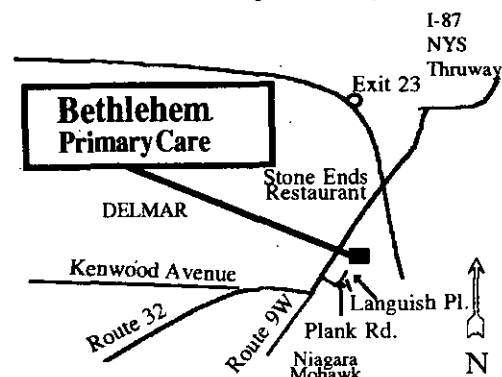 I-87
NYS
Thruway
Exit 23
Bethlehem
Primary Care
Stone Ends
Restaurant
DELMAR
Kenwood Avenue
Languish Pl.
Route 32
Route 9W
Plank Rd.
Niagara
Mohawk
N